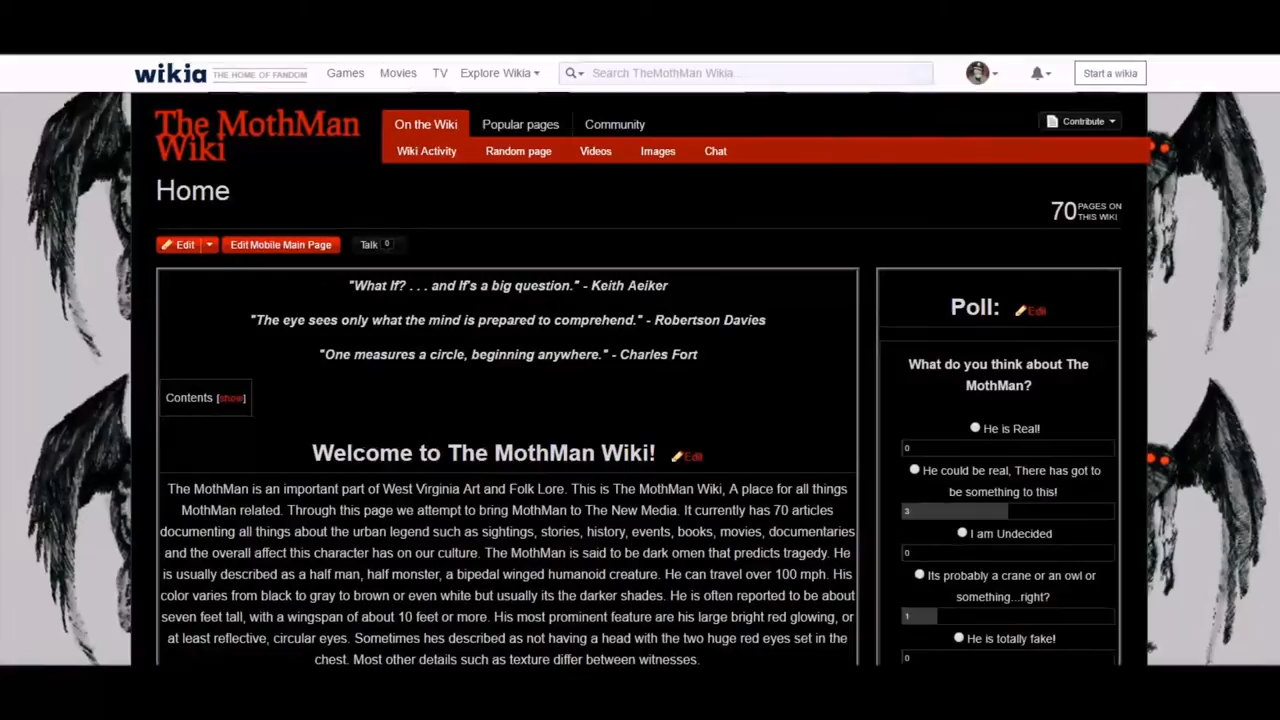 wikia THE HOME OF FANDOM Games Movies TV Explore Wikia Search TheMothMan Wikia... Start a wikia
The MothMan
Wiki
On the Wiki Popular pages Community Contribute
Wiki Activity Random page Videos Images Chat
Home
70 PAGES ON
THIS WIKI
Edit Edit Mobile Main Page Talk 0
"What If? . . . and If's a big question." - Keith Aeiker
"The eye sees only what the mind is prepared to comprehend." - Robertson Davies
"One measures a circle, beginning anywhere." - Charles Fort
Contents [show]
Welcome to The MothMan Wiki! Edit
The MothMan is an important part of West Virginia Art and Folk Lore. This is The MothMan Wiki, A place for all things
MothMan related. Through this page we attempt to bring MothMan to The New Media. It currently has 70 articles
documenting all things about the urban legend such as sightings, stories, history, events, books, movies, documentaries
and the overall affect this character has on our culture. The MothMan is said to be dark omen that predicts tragedy. He
is usually described as a half man, half monster, a bipedal winged humanoid creature. He can travel over 100 mph. His
color varies from black to gray to brown or even white but usually its the darker shades. He is often reported to be about
seven feet tall, with a wingspan of about 10 feet or more. His most prominent feature are his large bright red glowing, or
at least reflective, circular eyes. Sometimes hes described as not having a head with the two huge red eyes set in the
chest. Most other details such as texture differ between witnesses.
Poll: Edit
What do you think about The
MothMan?
He is Real!
0
He could be real, There has got to
be something to this!
3
I am Undecided
0
Its probably a crane or an owl or
something...right?
1
He is totally fake!
0